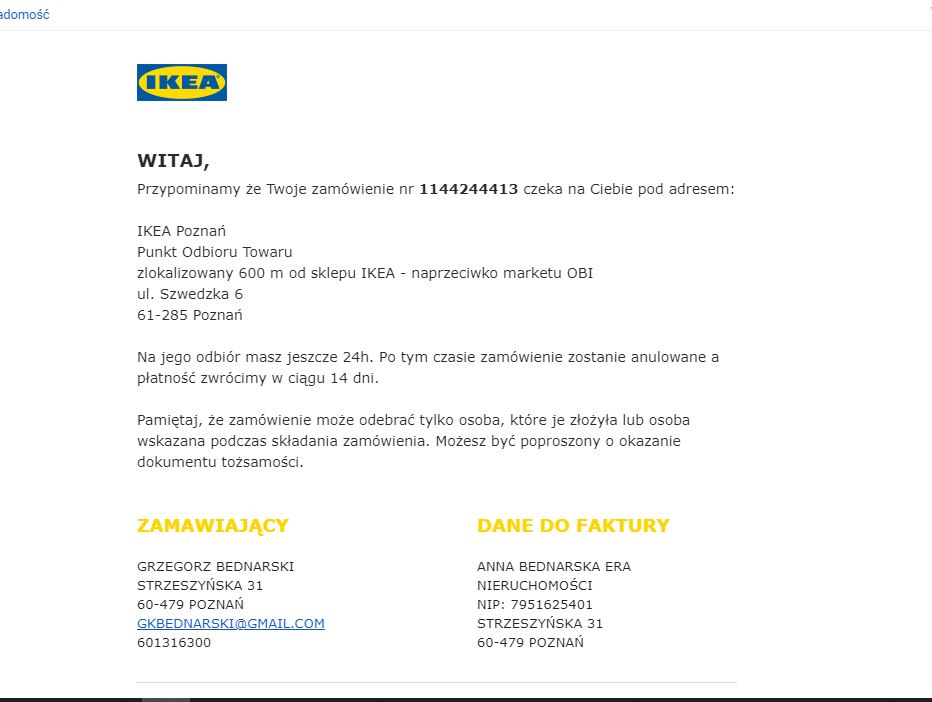 adomość
IKEA
WITAJ,
Przypominamy że Twoje zamówienie nr 1144244413 czeka na Ciebie pod adresem:
IKEA Poznań
Punkt Odbioru Towaru
zlokalizowany 600 m od sklepu IKEA - naprzeciwko marketu OBI
ul. Szwedzka 6
61-285 Poznań
Na jego odbiór masz jeszcze 24h. Po tym czasie zamówienie zostanie anulowane a
płatność zwrócimy w ciągu 14 dni.
Pamiętaj, że zamówienie może odebrać tylko osoba, które je złożyła lub osoba
wskazana podczas składania zamówienia. Możesz być poproszony o okazanie
dokumentu tożsamości.
ZAMAWIAJĄCY
GRZEGORZ BEDNARSKI
STRZESZYŃSKA 31
60-479 POZNAŃ
GKBEDNARSKI@GMAIL.COM
601316300
DANE DO FAKTURY
ANNA BEDNARSKA ERA
NIERUCHOMOŚCI
NIP: 7951625401
STRZESZYŃSKA 31
60-479 POZNAŃ